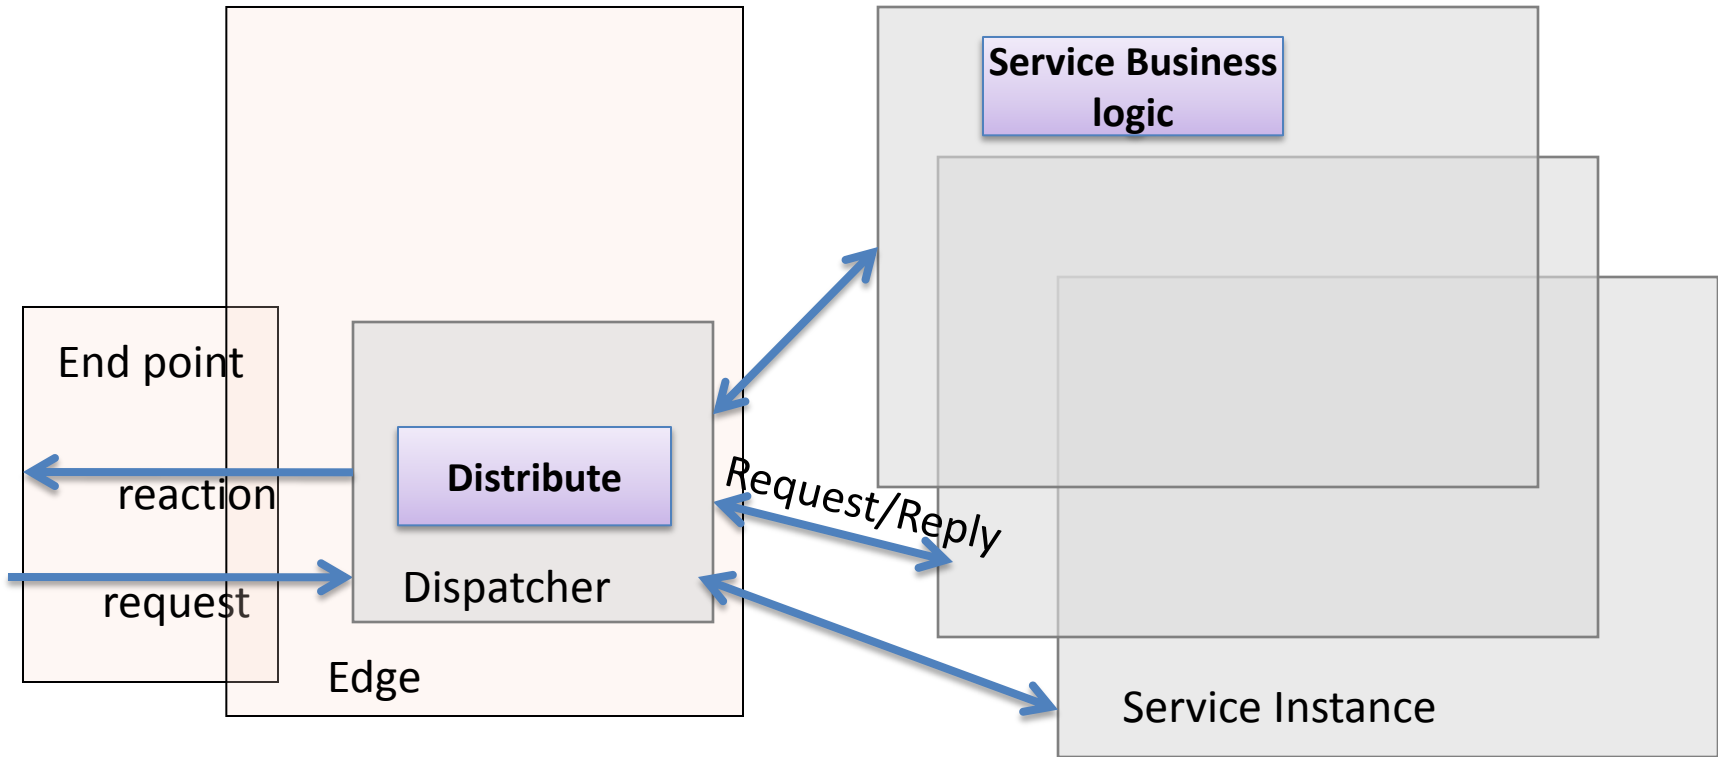 Service Business
logic
End point
reaction
request
Distribute
Dispatcher
Edge
Request/Reply
Service Instance